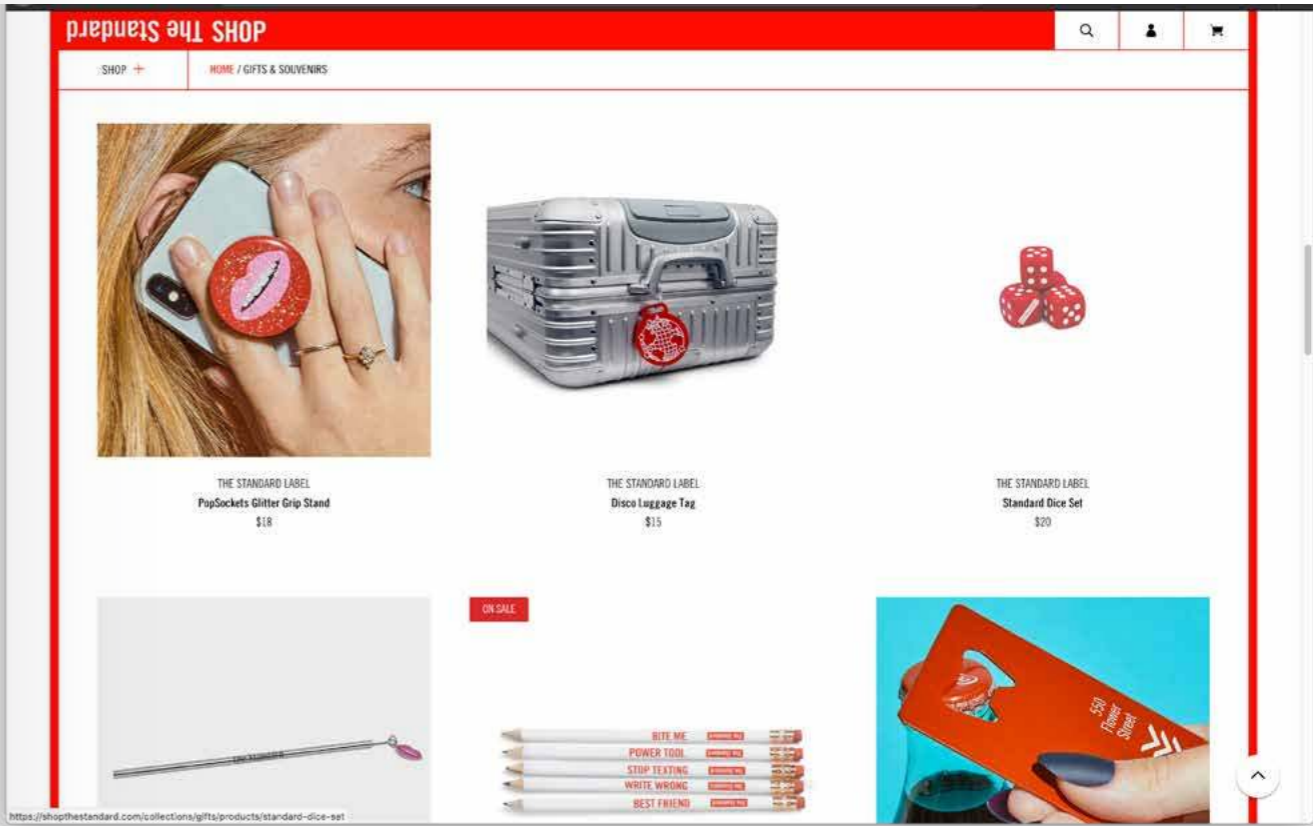 The Standard SHOP
SHOP +
HOME / GIFTS & SOUVENIRS
THE STANDARD LABEL
PopSockets Glitter Grip Stand
$18
THE STANDARD LABEL
Disco Luggage Tag
$15
THE STANDARD LABEL
Standard Dice Set
$20
ON SALE
BITE ME
POWER TOOL
STOP TEXTING
WRITE WRONG
BEST FRIEND
550
Flower
Street
https://shopthestandard.com/collections/gifts/products/standard-dice-set